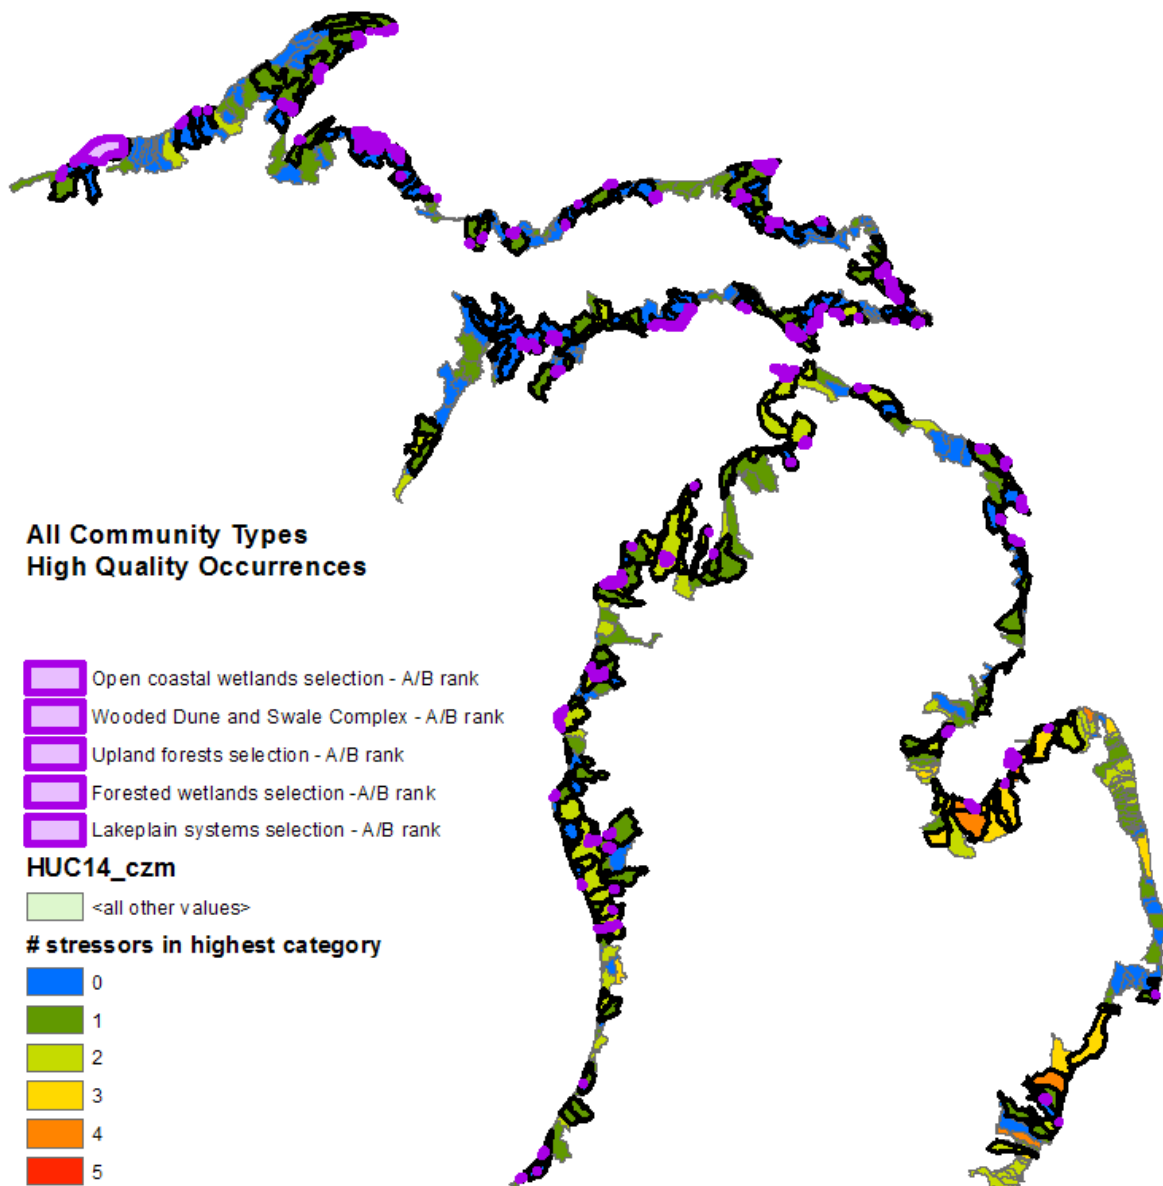 All Community Types
High Quality Occurrences
Open coastal wetlands selection - A/B rank
Wooded Dune and Swale Complex - A/B rank
Upland forests selection - A/B rank
Forested wetlands selection -A/B rank
Lakeplain systems selection - A/B rank
HUC14_czm
<all other values>
# stressors in highest category
0
1
2
3
4
5